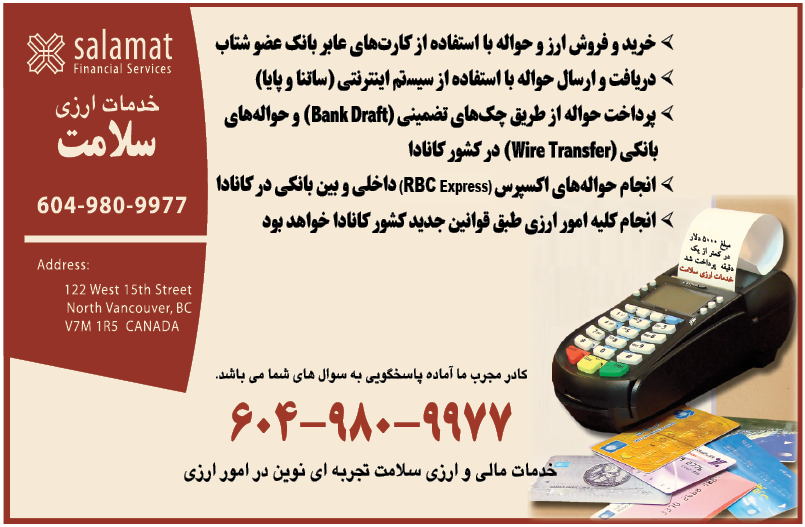 salamat
Financial Services
خدمات ارزی
سلامت
604-980-9977
Address:
122 West 15th Street
North Vancouver, BC
V7M 1R5 CANADA
خرید و فروش ارز و حواله با استفاده از کارت‌های عابر بانک عضو شتاب
دریافت و ارسال حواله با استفاده از سیستم اینترنتی (ساتنا و پایا)
پرداخت حواله از طریق چک‌های تضمینی (Bank Draft) و حواله‌های
بانکی (Wire Transfer) در کشور کانادا
انجام حواله‌های اکسپرس (RBC Express) داخلی و بین بانکی در کانادا
انجام کلیه امور ارزی طبق قوانین جدید کشور کانادا خواهد بود
مبلغ ۵۰۰۰ دلار
در کمتر از یک
دقیقه پرداخت شد
خدمات ارزی سلامت
کادر مجرب ما آماده پاسخگویی به سوال های شما می باشد.
۶۰۴-۹۸۰-۹۹۷۷
خدمات مالی و ارزی سلامت تجربه ای نوین در امور ارزی